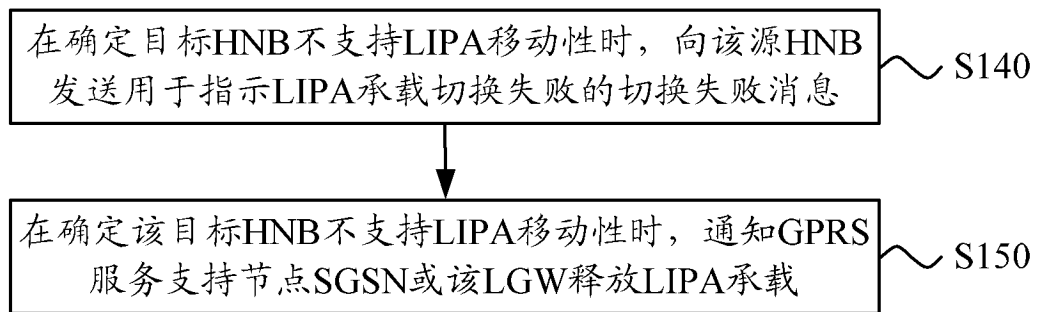 在确定目标HNB不支持LIPA移动性时，向该源HNB
发送用于指示LIPA承载切换失败的切换失败消息
S140
在确定该目标HNB不支持LIPA移动性时，通知GPRS
服务支持节点SGSN或该LGW释放LIPA承载
S150